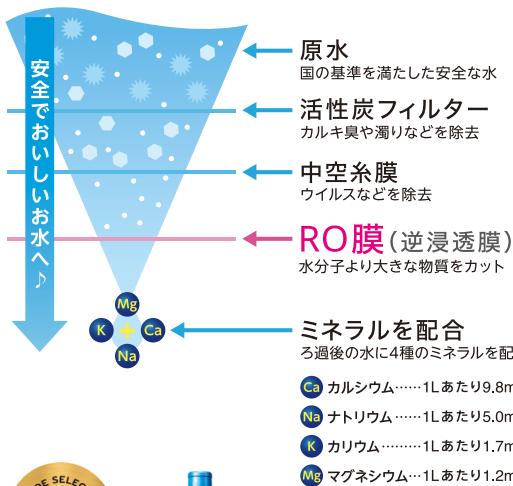 安全でおいしいお水へ♪
原水
国の基準を満たした安全な水
活性炭フィルター
カルキ臭や濁りなどを除去
中空糸膜
ウイルスなどを除去
RO膜(逆浸透膜)
水分子より大きな物質をカット
Mg
K + Ca
Na
ミネラルを配合
ろ過後の水に4種のミネラルを配
Ca カルシウム……1Lあたり9.8m
Na ナトリウム……1Lあたり5.0m
K カリウム………1Lあたり1.7m
Mg マグネシウム…1Lあたり1.2m